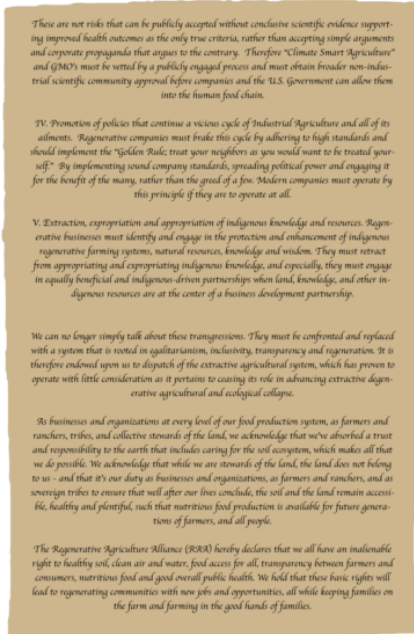 These are not risks that can be publicly accepted without conclusive scientific evidence support-
ing improved health outcomes as the only true criteria, rather than accepting simple arguments
and corporate propaganda that argues to the contrary. Therefore "Climate Smart Agriculture"
and GMO's must be vetted by a publicly engaged process and must obtain broader non-indus-
trial scientific community approval before companies and the U.S. Government can allow them
into the human food chain.
IV. Promotion of policies that continue a vicious cycle of Industrial Agriculture and all of its
ailments. Regenerative companies must brake this cycle by adhering to high standards and
should implement the "Golden Rule; treat your neighbors as you would want to be treated your-
self." By implementing sound company standards, spreading political power and engaging it
for the benefit of the many, rather than the greed of a few. Modern companies must operate by
this principle if they are to operate at all.
V. Extraction, expropriation and appropriation of indigenous knowledge and resources. Regen-
erative businesses must identify and engage in the protection and enhancement of indigenous
regenerative farming systems, natural resources, knowledge and wisdom. They must retract
from appropriating and expropriating indigenous knowledge, and especially, they must engage
in equally beneficial and indigenous-driven partnerships when land, knowledge, and other in-
digenous resources are at the center of a business development partnership.
We can no longer simply talk about these transgressions. They must be confronted and replaced
with a system that is rooted in egalitarianism, inclusivity, transparency and regeneration. It is
therefore endowed upon us to dispatch of the extractive agricultural system, which has proven to
operate with little consideration as it pertains to ceasing its role in advancing extractive degen-
erative agricultural and ecological collapse.
As businesses and organizations at every level of our food production system, as farmers and
ranchers, tribes, and collective stewards of the land, we acknowledge that we've absorbed a trust
and responsibility to the earth that includes caring for the soil ecosystem, which makes all that
we do possible. We acknowledge that while we are stewards of the land, the land does not belong
to us - and that it's our duty as businesses and organizations, as farmers and ranchers, and as
sovereign tribes to ensure that well after our lives conclude, the soil and the land remain accessi-
ble, healthy and plentiful, such that nutritious food production is available for future genera-
tions of farmers, and all people.
The Regenerative Agriculture Alliance (RAA) hereby declares that we all have an inalienable
right to healthy soil, clean air and water, food access for all, transparency between farmers and
consumers, nutritious food and good overall public health. We hold that these basic rights will
lead to regenerating communities with new jobs and opportunities, all while keeping families on
the farm and farming in the good hands of families.